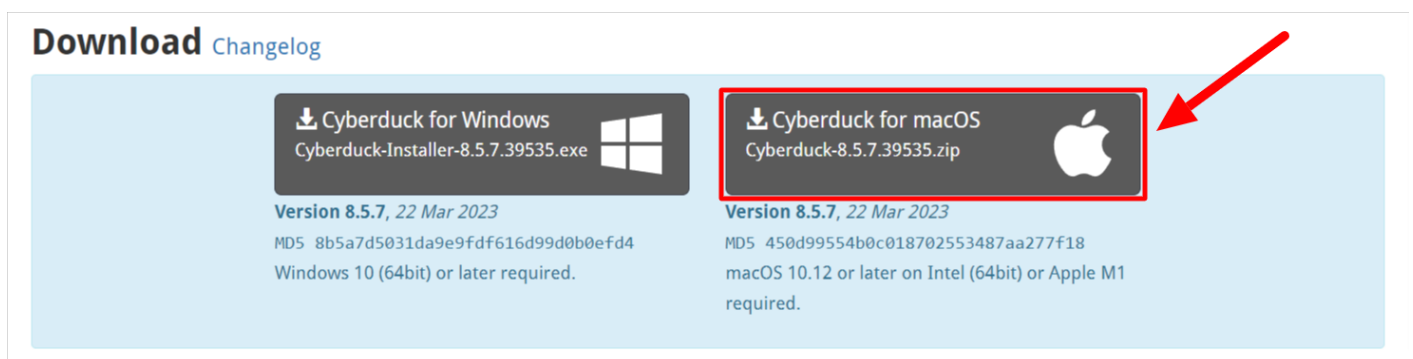 Download Changelog
Cyberduck for Windows
Cyberduck-Installer-8.5.7.39535.exe
Version 8.5.7, 22 Mar 2023
MD5 8b5a7d5031da9e9fdf616d99d0b0efd4
Windows 10 (64bit) or later required.
Cyberduck for macOS
Cyberduck-8.5.7.39535.zip
Version 8.5.7, 22 Mar 2023
MD5 450d99554b0c018702553487aa277f18
macOS 10.12 or later on Intel (64bit) or Apple M1
required.